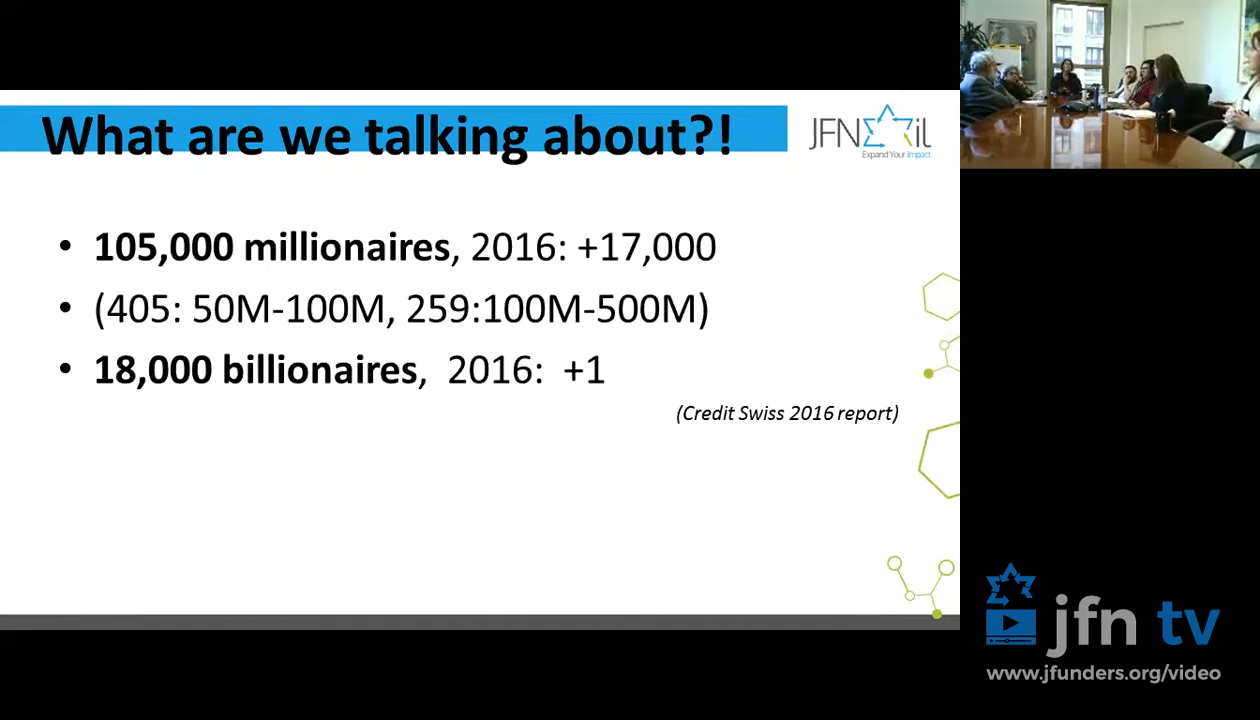 What are we talking about?!
JFN il
Expand Your Impact
• 105,000 millionaires, 2016: +17,000
• (405: 50M-100M, 259:100M-500M)
• 18,000 billionaires, 2016: +1
(Credit Swiss 2016 report)
jfn tv
www.jfunders.org/video